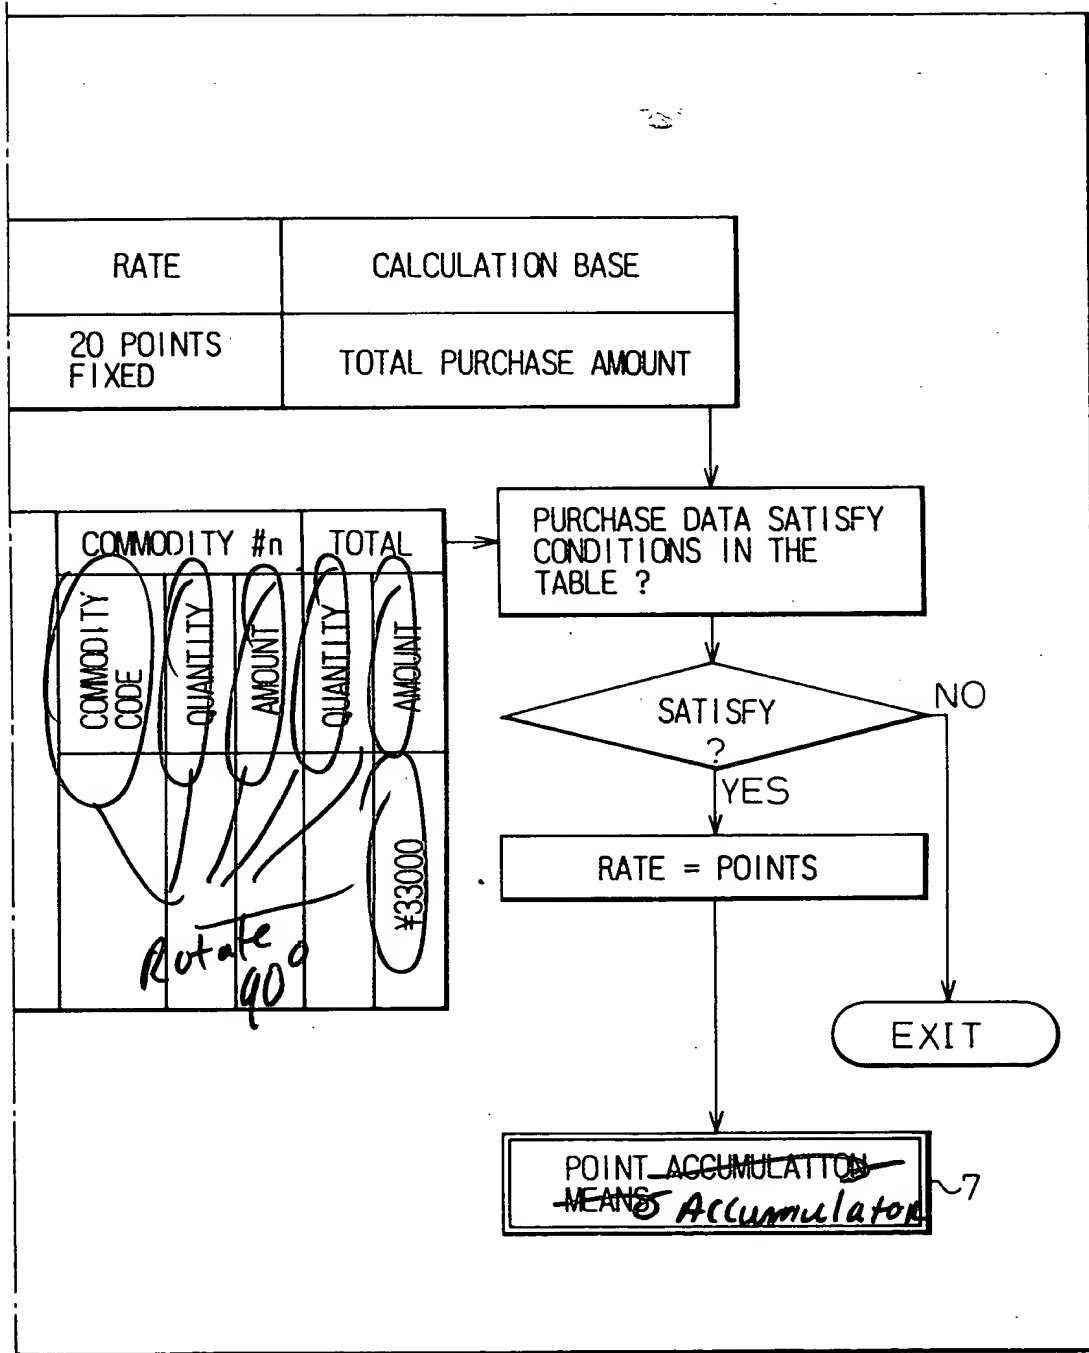 RATE
CALCULATION BASE
20 POINTS
FIXED
TOTAL PURCHASE AMOUNT
COMMODITY #n
TOTAL
COMMODITY
CODE
QUANTITY
AMOUNT
QUANTITY
AMOUNT
¥33000
Rotate
90°
PURCHASE DATA SATISFY
CONDITIONS IN THE
TABLE ?
SATISFY
?
NO
YES
RATE = POINTS
EXIT
POINT ACCUMULATION
MEANS Accumulator
7